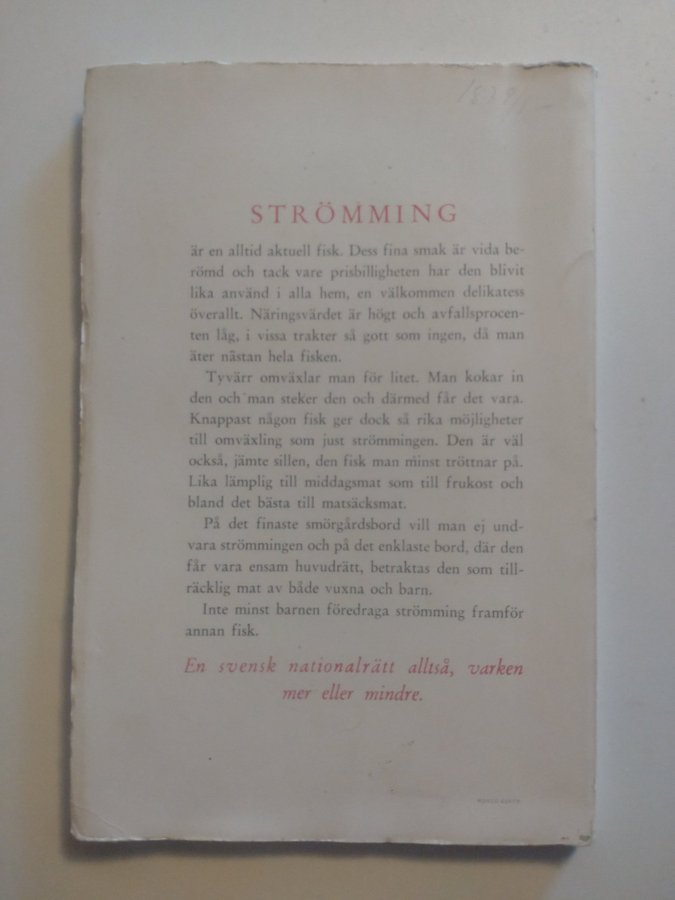 STRÖMMING
är en alltid aktuell fisk. Dess fina smak är vida be-
römd och tack vare prisbilligheten har den blivit
lika använd i alla hem, en välkommen delikatess
överallt. Näringsvärdet är högt och avfallsprocen-
ten låg, i vissa trakter så gott som ingen, då man
äter nästan hela fisken.
Tyvärr omväxlar man för litet. Man kokar in
den och man steker den och därmed får det vara.
Knappast någon fisk ger dock så rika möjligheter
till omväxling som just strömmingen. Den är väl
också, jämte sillen, den fisk man minst tröttnar på.
Lika lämplig till middagsmat som till frukost och
bland det bästa till matsäcksmat.
På det finaste smörgårdsbord vill man ej und-
vara strömmingen och på det enklaste bord, där den
får vara ensam huvudrätt, betraktas den som till-
räcklig mat av både vuxna och barn.
Inte minst barnen föredraga strömming framför
annan fisk.
En svensk nationalrätt alltså, varken
mer eller mindre.